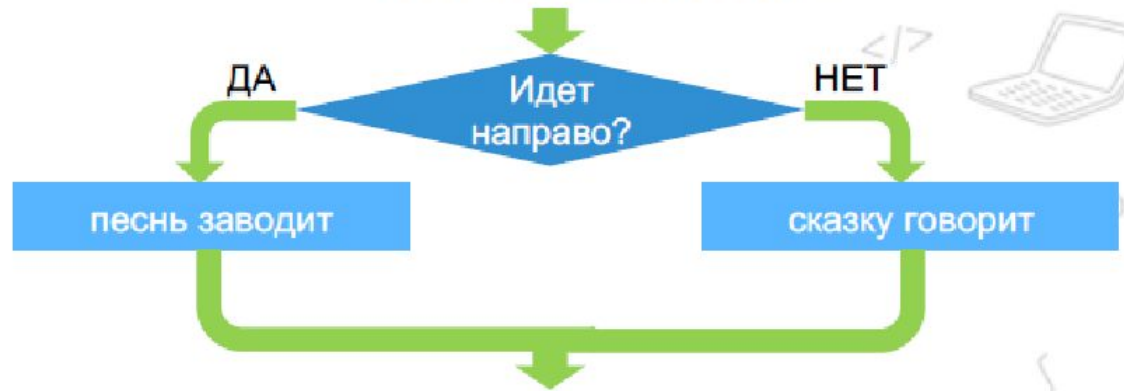 ДА
Идет
направо?
НЕТ
песнь заводит
сказку говорит